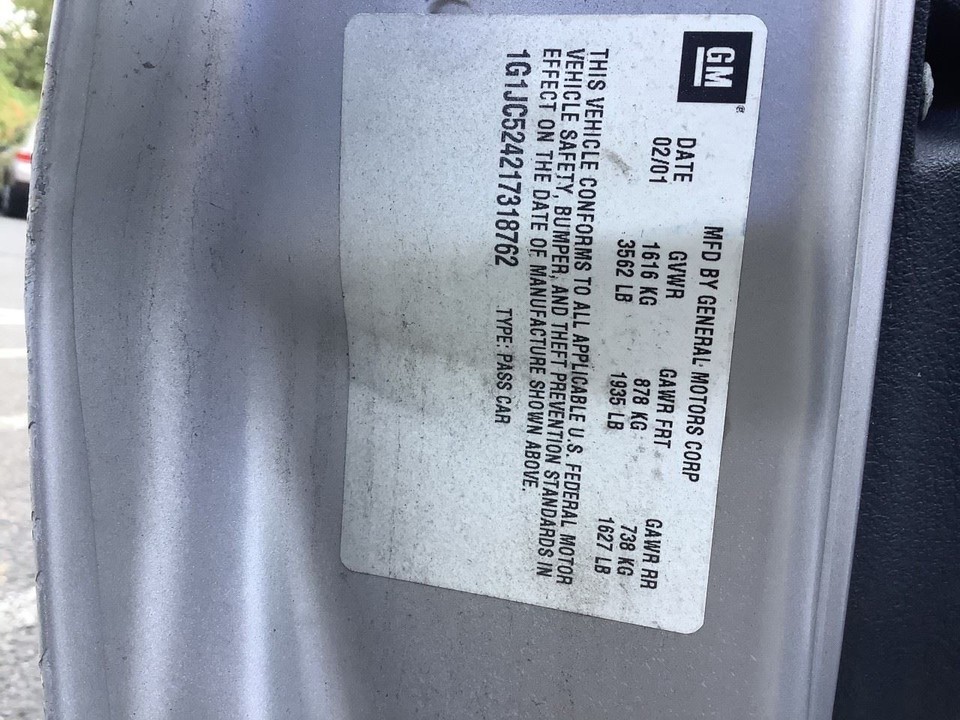 GM®
MFD BY GENERAL MOTORS CORP
DATE GVWR GAWR FRT GAWR RR
02/01 1616 KG 878 KG 738 KG
3562 LB 1935 LB 1627 LB
THIS VEHICLE CONFORMS TO ALL APPLICABLE U.S. FEDERAL MOTOR
VEHICLE SAFETY, BUMPER, AND THEFT PREVENTION STANDARDS IN
EFFECT ON THE DATE OF MANUFACTURE SHOWN ABOVE.
1G1JC524217318762 TYPE: PASS CAR